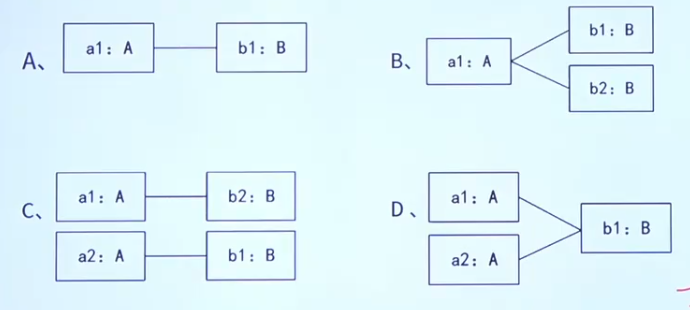 A、 a1: A b1: B
B、 a1: A b1: B
b2: B
C、 a1: A b2: B
a2: A b1: B
D、 a1: A b1: B
a2: A